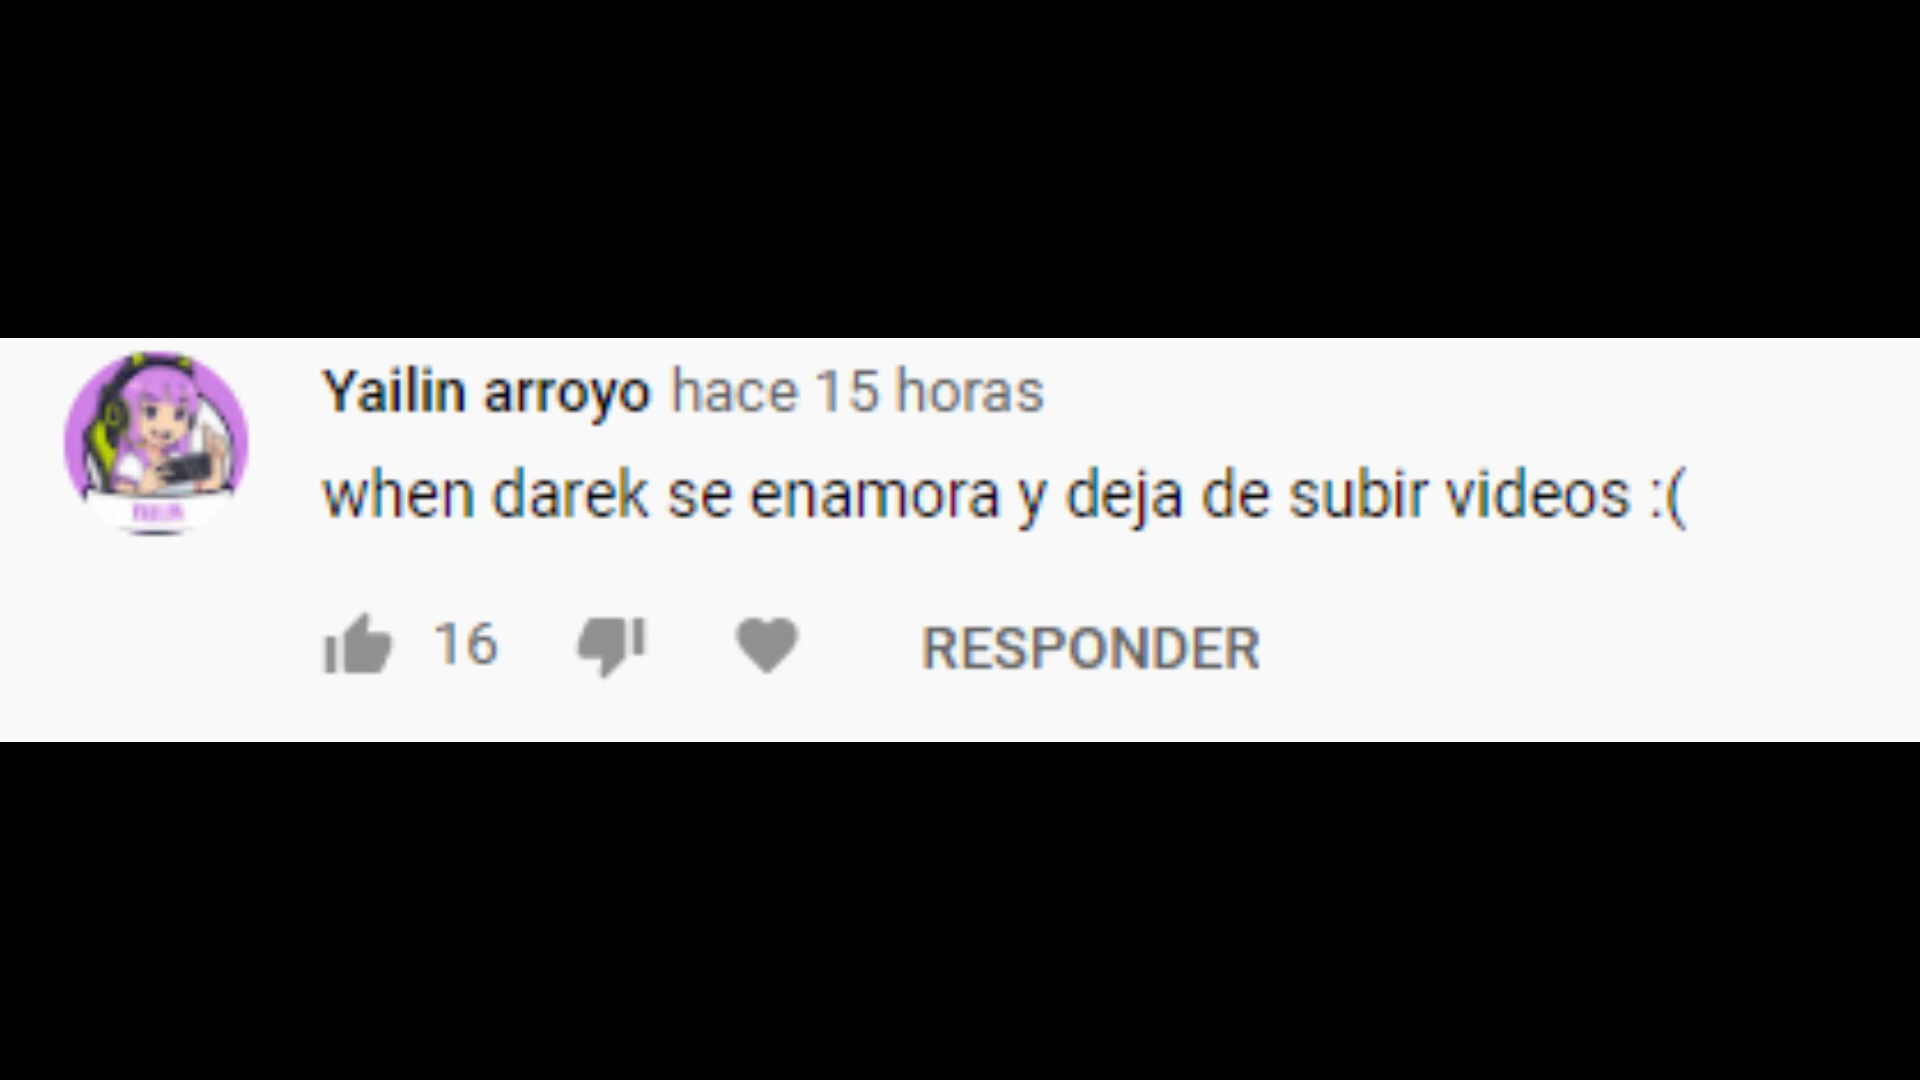 Yailin arroyo hace 15 horas
when darek se enamora y deja de subir videos :(
16 RESPONDER